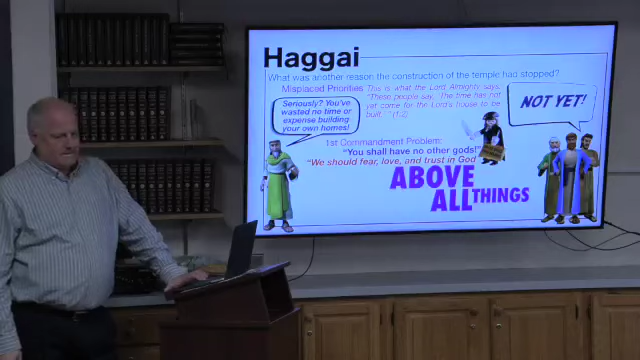 Haggai
What was another reason the construction of the temple had stopped?
Misplaced Priorities
This is what the Lord Almighty says:
"These people say, 'The time has not
yet come for the Lord's house to be
built.' " (1:2)
Seriously? You've
wasted no time or
expense building
your own homes!
NOT YET!
1st Commandment Problem:
"You shall have no other gods!"
"We should fear, love, and trust in God
ABOVE
ALL THINGS